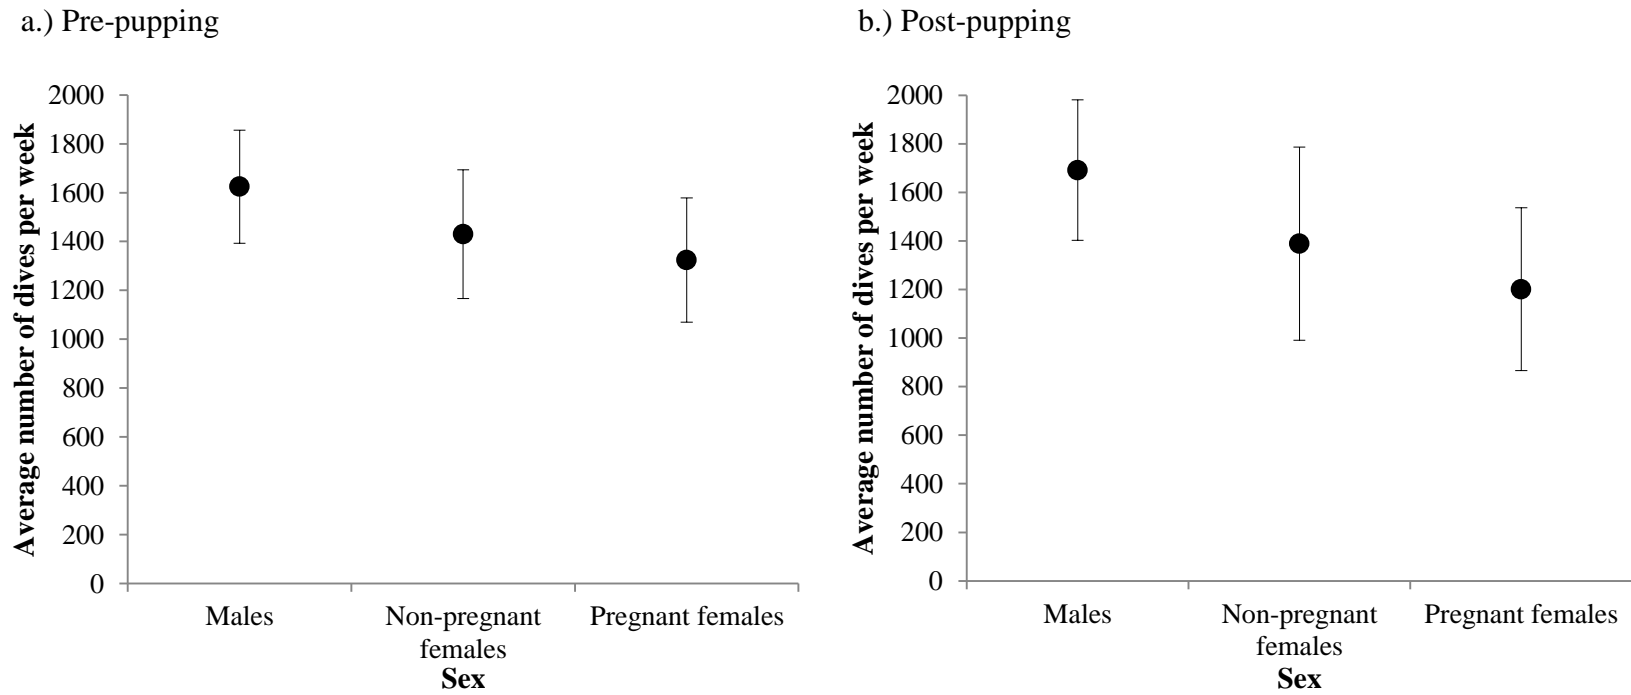 a.) Pre-pupping
Average number of dives per week
2000
1800
1600
1400
1200
1000
800
600
400
200
0
Males
Non-pregnant
females
Pregnant females
Sex
b.) Post-pupping
Average number of dives per week
2000
1800
1600
1400
1200
1000
800
600
400
200
0
Males
Non-pregnant
females
Pregnant females
Sex